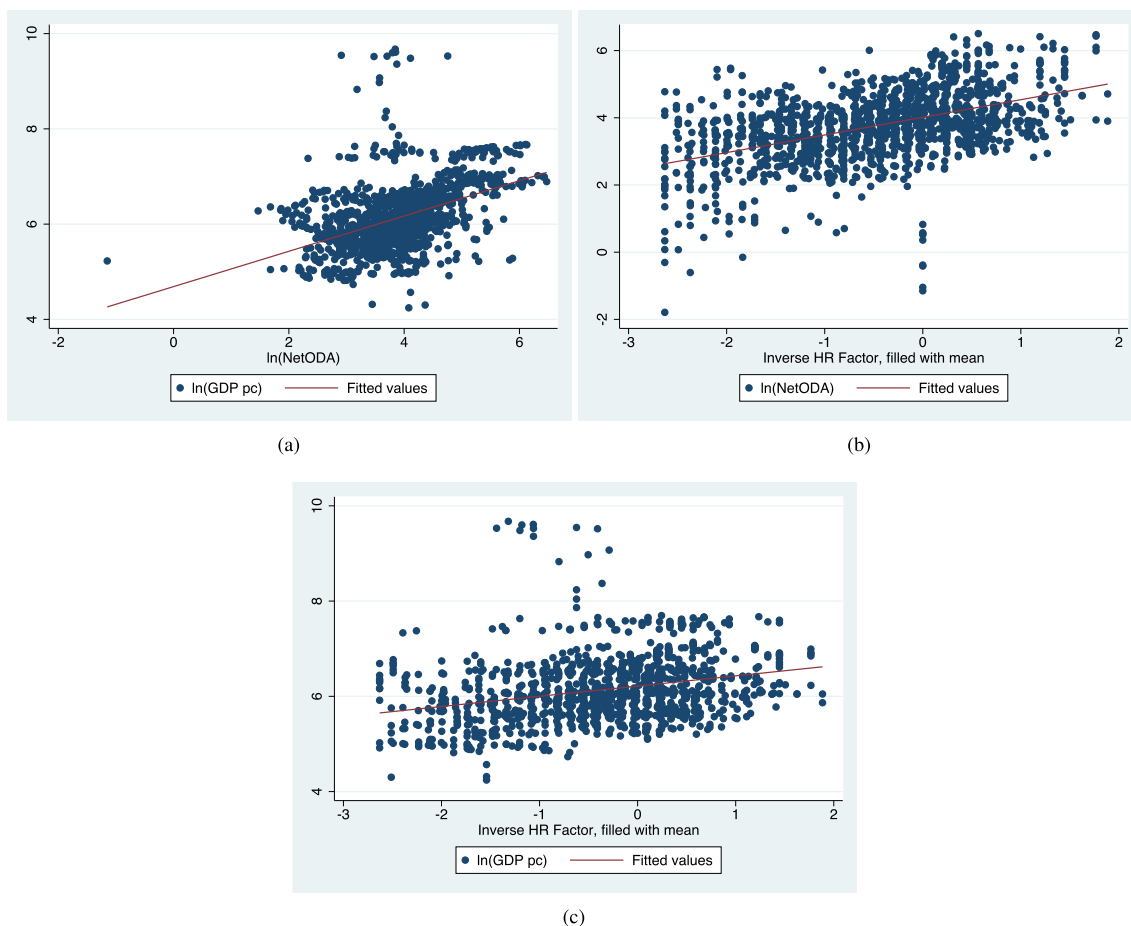 10
8
6
4
-2 0 2 4 6
ln(NetODA)
ln(GDP pc) Fitted values
(a)
6
4
2
0
-2
-3 -2 -1 0 1 2
Inverse HR Factor, filled with mean
ln(NetODA) Fitted values
(b)
10
8
6
4
-3 -2 -1 0 1 2
Inverse HR Factor, filled with mean
ln(GDP pc) Fitted values
(c)